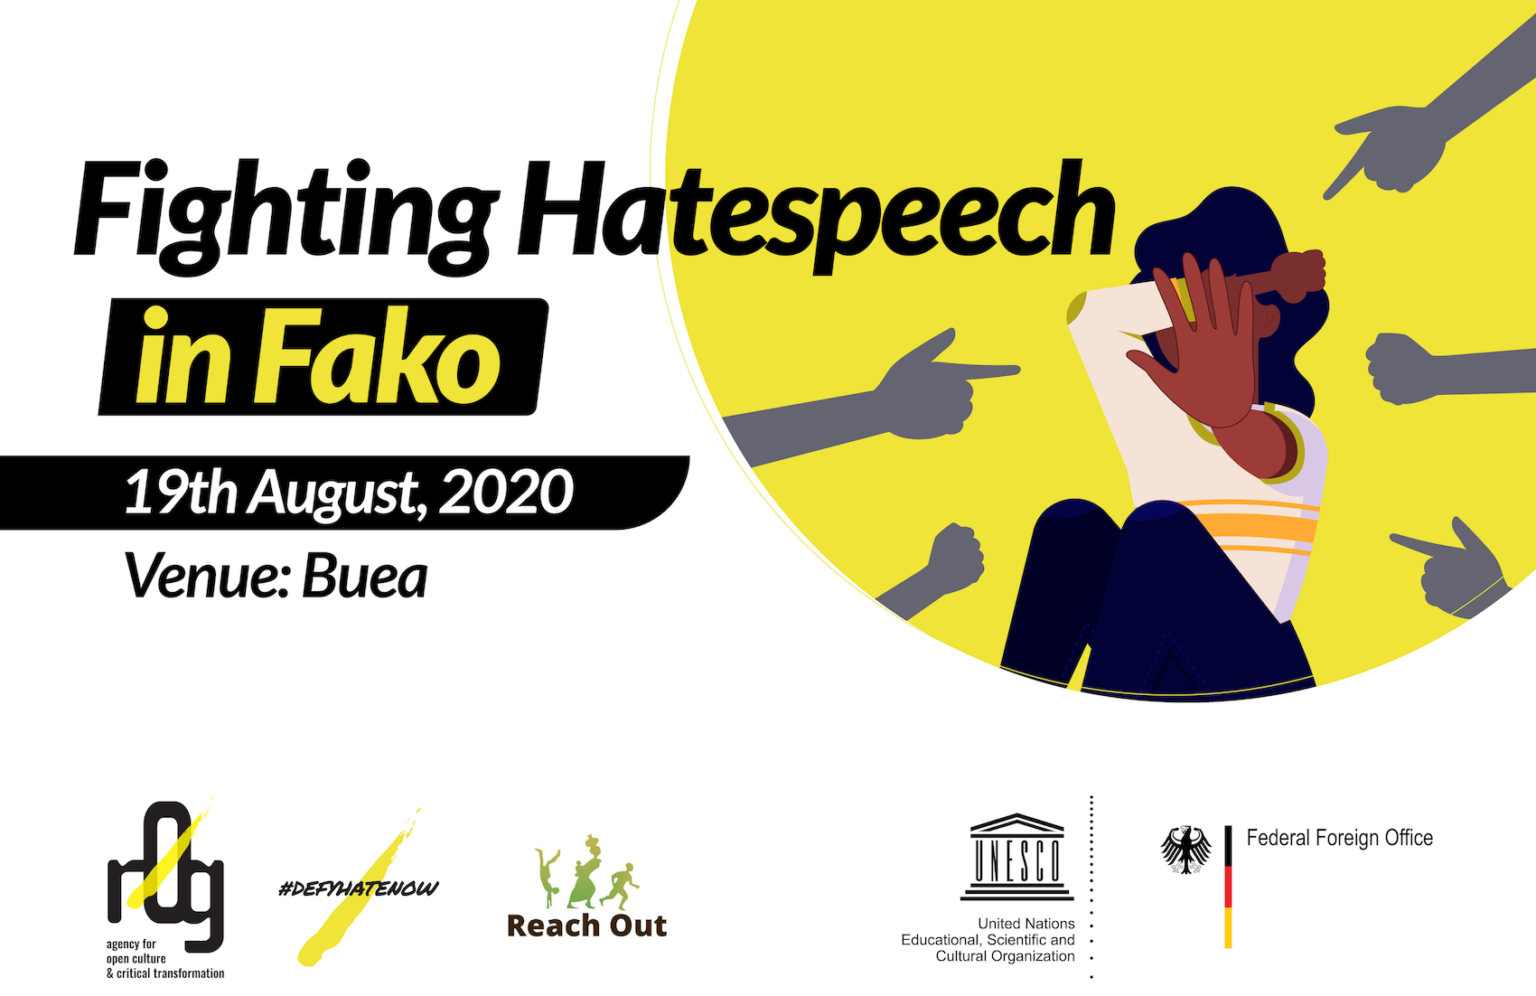 Fighting Hatespeech
in Fako
19th August, 2020
Venue: Buea
r0g
agency for
open culture
& critical transformation
#DEFYHATENOW
Reach Out
UNESCO
United Nations
Educational, Scientific and
Cultural Organization
Federal Foreign Office